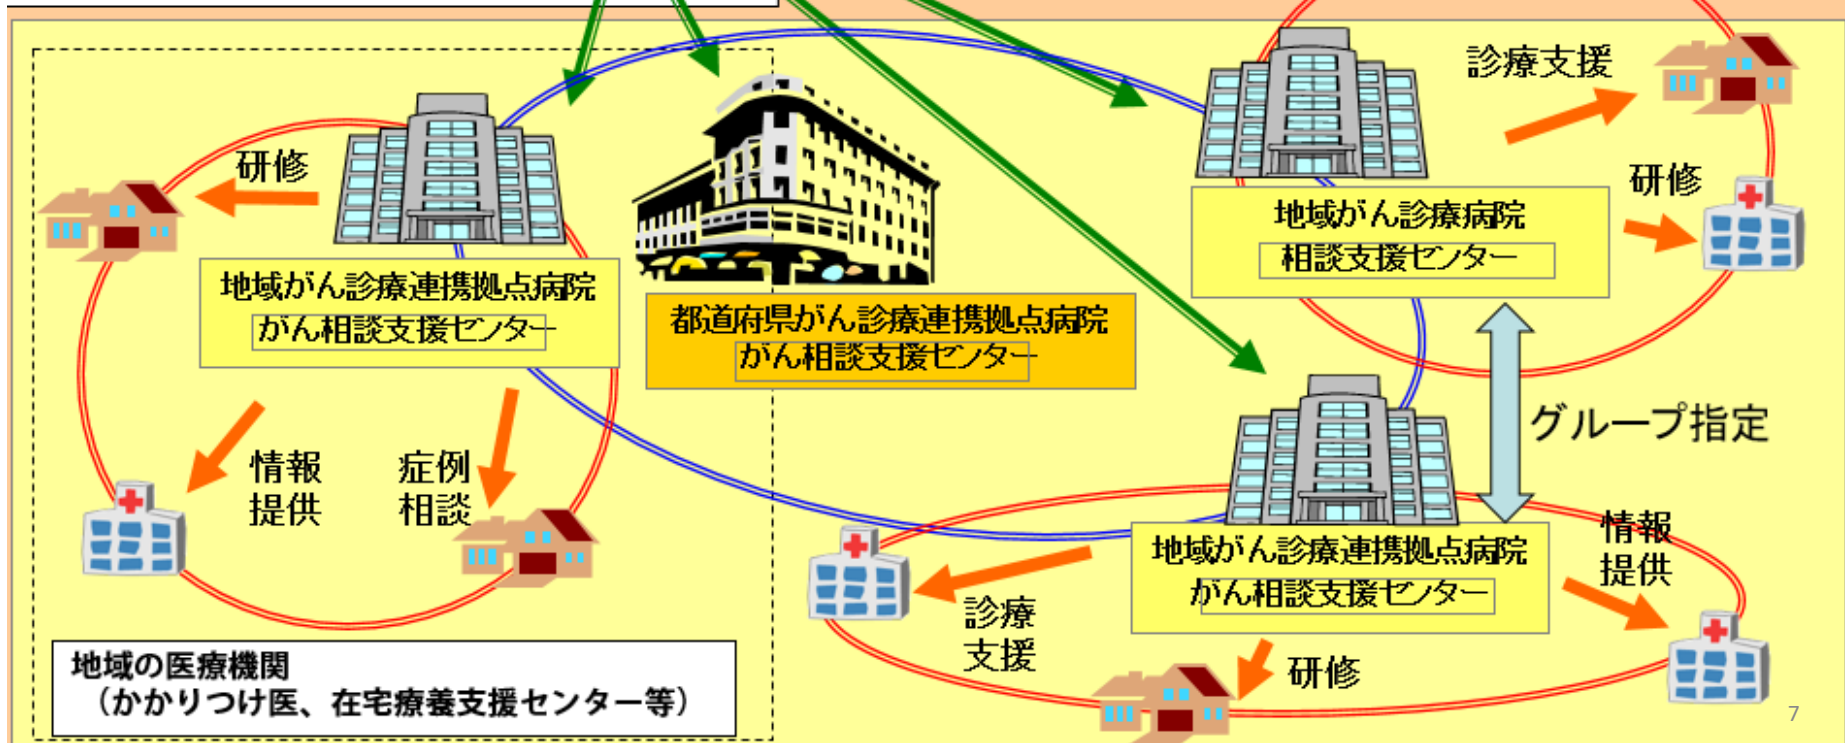 診療支援
研修
研修
地域がん診療病院
相談支援センター
地域がん診療連携拠点病院
がん相談支援センター
都道府県がん診療連携拠点病院
がん相談支援センター
グループ指定
情報
提供
症例
相談
情報
提供
地域がん診療連携拠点病院
がん相談支援センター
診療
支援
研修
地域の医療機関
（かかりつけ医、在宅療養支援センター等）
7